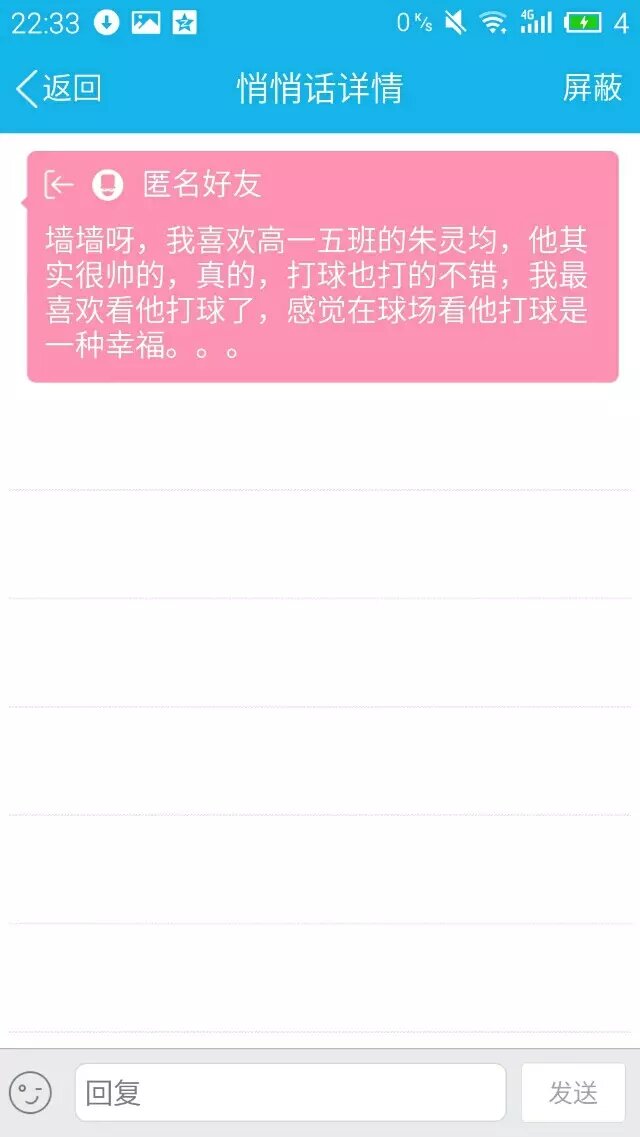 22:33 0 K/s 4G 4
返回 悄悄话详情 屏蔽
匿名好友
墙墙呀，我喜欢高一五班的朱灵均，他其
实很帅的，真的，打球也打的不错，我最
喜欢看他打球了，感觉在球场看他打球是
一种幸福。。。
回复 发送